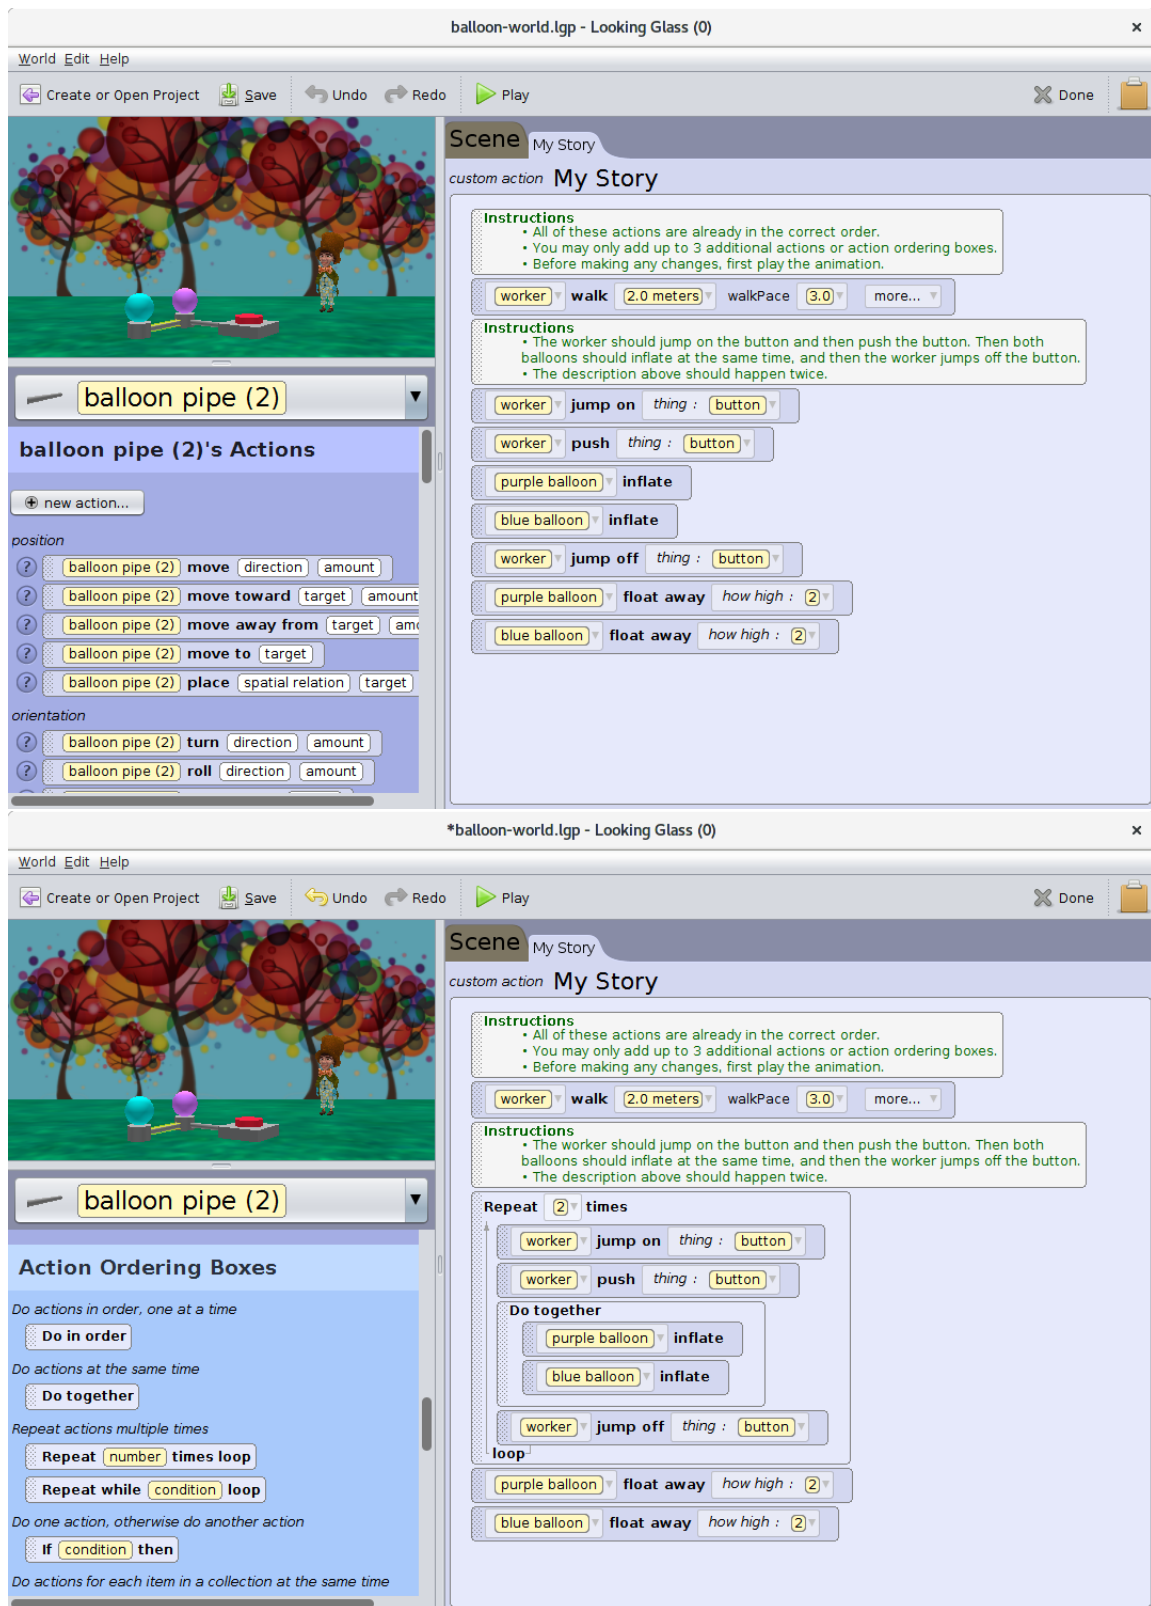 balloon-world.lgp - Looking Glass (0)
World Edit Help
Create or Open Project Save Undo Redo Play Done
Scene My Story
custom action My Story
Instructions
• All of these actions are already in the correct order.
• You may only add up to 3 additional actions or action ordering boxes.
• Before making any changes, first play the animation.
worker walk 2.0 meters walkPace 3.0 more...
Instructions
• The worker should jump on the button and then push the button. Then both
balloons should inflate at the same time, and then the worker jumps off the button.
• The description above should happen twice.
worker jump on thing : button
worker push thing : button
purple balloon inflate
blue balloon inflate
worker jump off thing : button
purple balloon float away how high : 2
blue balloon float away how high : 2
balloon pipe (2)
balloon pipe (2)'s Actions
new action...
position
? balloon pipe (2) move direction amount
? balloon pipe (2) move toward target amount
? balloon pipe (2) move away from target
? balloon pipe (2) move to target
? balloon pipe (2) place spatial relation target
orientation
? balloon pipe (2) turn direction amount
? balloon pipe (2) roll direction amount
*balloon-world.lgp - Looking Glass (0)
World Edit Help
Create or Open Project Save Undo Redo Play Done
Scene My Story
custom action My Story
Instructions
• All of these actions are already in the correct order.
• You may only add up to 3 additional actions or action ordering boxes.
• Before making any changes, first play the animation.
worker walk 2.0 meters walkPace 3.0 more...
Instructions
• The worker should jump on the button and then push the button. Then both
balloons should inflate at the same time, and then the worker jumps off the button.
• The description above should happen twice.
Repeat 2 times
worker jump on thing : button
worker push thing : button
Do together
purple balloon inflate
blue balloon inflate
worker jump off thing : button
loop
purple balloon float away how high : 2
blue balloon float away how high : 2
balloon pipe (2)
Action Ordering Boxes
Do actions in order, one at a time
Do in order
Do actions at the same time
Do together
Repeat actions multiple times
Repeat number times loop
Repeat while condition loop
Do one action, otherwise do another action
If condition then
Do actions for each item in a collection at the same time